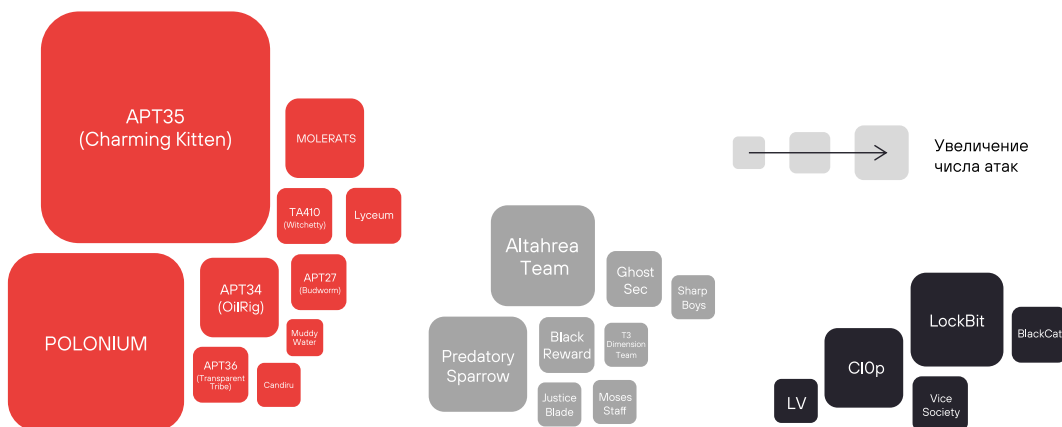 APT35
(Charming Kitten)
MOLERATS
TA410
(Witchetty)
Lyceum
POLONIUM
APT34
(OilRig)
APT27
(Budworm)
Muddy
Water
APT36
(Transparent
Tribe)
Candiru
Altahrea
Team
Ghost
Sec
Sharp
Boys
Predatory
Sparrow
Black
Reward
T3
Dimension
Team
Justice
Blade
Moses
Staff
Увеличение
числа атак
LockBit
BlackCat
Cl0p
LV
Vice
Society